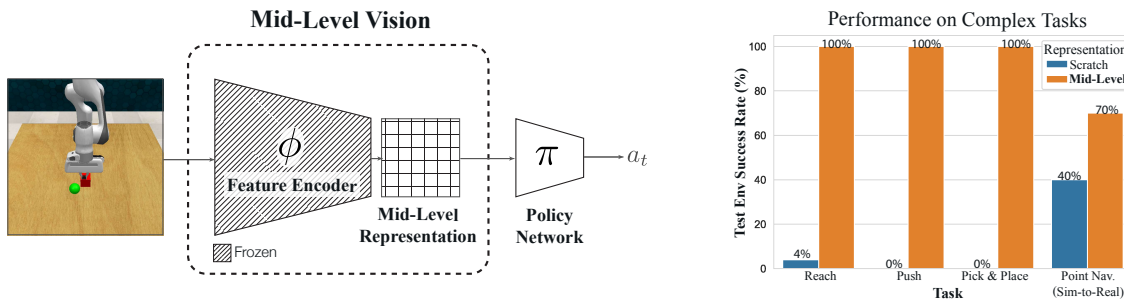 Mid-Level Vision
ϕ
Feature Encoder
Mid-Level
Representation
Frozen
π
Policy
Network
a_t
Performance on Complex Tasks
Test Env Success Rate (%)
100
80
60
40
20
0
4%
100%
0%
100%
0%
100%
40%
70%
Representation
Scratch
Mid-Level
Reach
Push
Pick & Place
Point Nav.
(Sim-to-Real)
Task